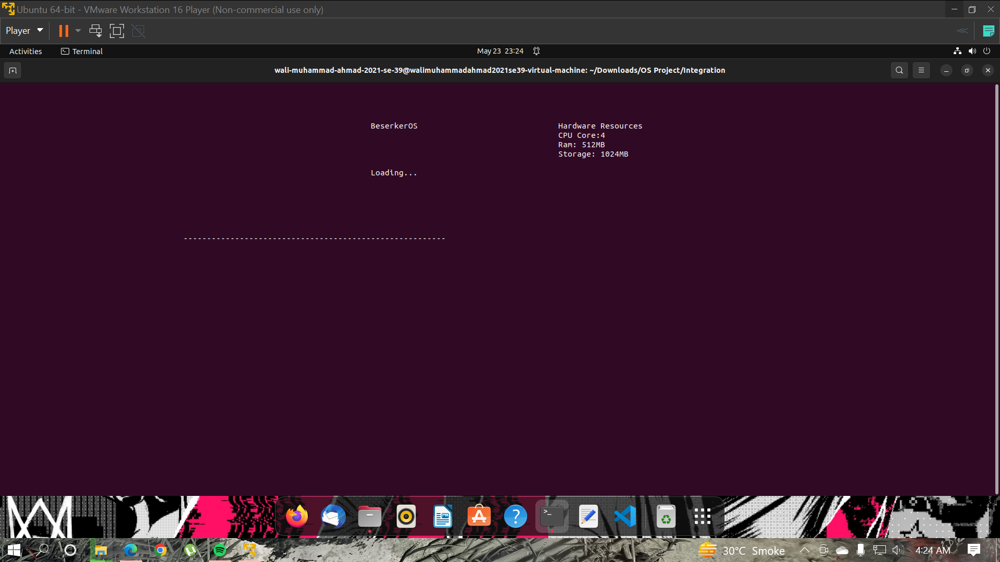 Ubuntu 64-bit - VMware Workstation 16 Player (Non-commercial use only)
Player
Activities
Terminal
May 23 23:24
wali-muhammad-ahmad-2021-se-39@walimuhammadahmad2021se39-virtual-machine: ~/Downloads/OS Project/Integration
BeserkerOS
Hardware Resources
CPU Core:4
Ram: 512MB
Storage: 1024MB
Loading...
--------------------------------------------------------
30°C Smoke
4:24 AM